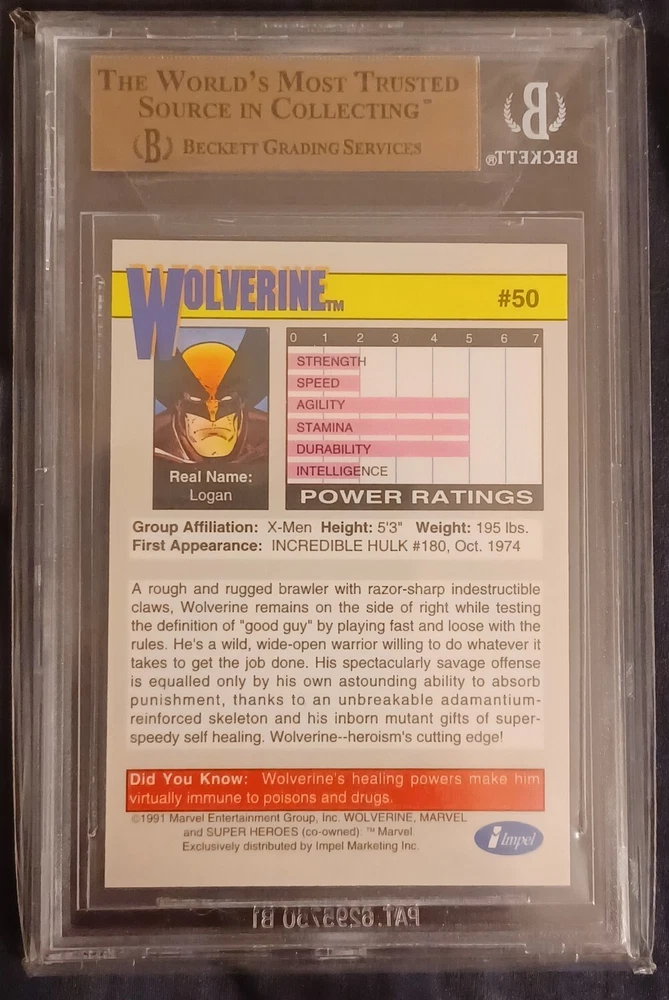 THE WORLD'S MOST TRUSTED
SOURCE IN COLLECTING™
B BECKETT GRADING SERVICES
B
BECKETT®
WOLVERINE™
#50
0 1 2 3 4 5 6 7
STRENGTH
SPEED
AGILITY
STAMINA
DURABILITY
INTELLIGENCE
POWER RATINGS
Real Name:
Logan
Group Affiliation: X-Men Height: 5'3" Weight: 195 lbs.
First Appearance: INCREDIBLE HULK #180, Oct. 1974
A rough and rugged brawler with razor-sharp indestructible
claws, Wolverine remains on the side of right while testing
the definition of "good guy" by playing fast and loose with the
rules. He's a wild, wide-open warrior willing to do whatever it
takes to get the job done. His spectacularly savage offense
is equalled only by his own astounding ability to absorb
punishment, thanks to an unbreakable adamantium-
reinforced skeleton and his inborn mutant gifts of super-
speedy self healing. Wolverine--heroism's cutting edge!
Did You Know: Wolverine's healing powers make him
virtually immune to poisons and drugs.
©1991 Marvel Entertainment Group, Inc. WOLVERINE, MARVEL
and SUPER HEROES (co-owned): ™ Marvel
Exclusively distributed by Impel Marketing Inc.
Impel
PAT.6295750 B1